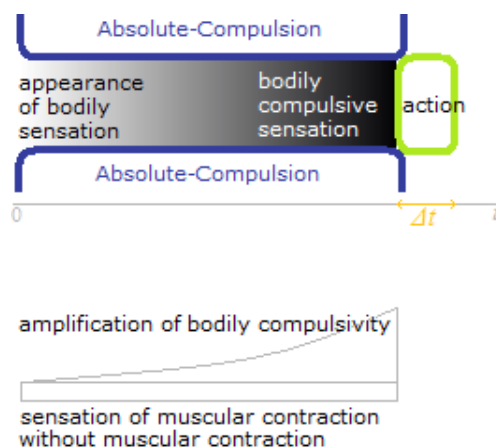 Absolute-Compulsion
appearance
of bodily
sensation
bodily
compulsive
sensation
action
Absolute-Compulsion
0
Δt
t
amplification of bodily compulsivity
sensation of muscular contraction
without muscular contraction